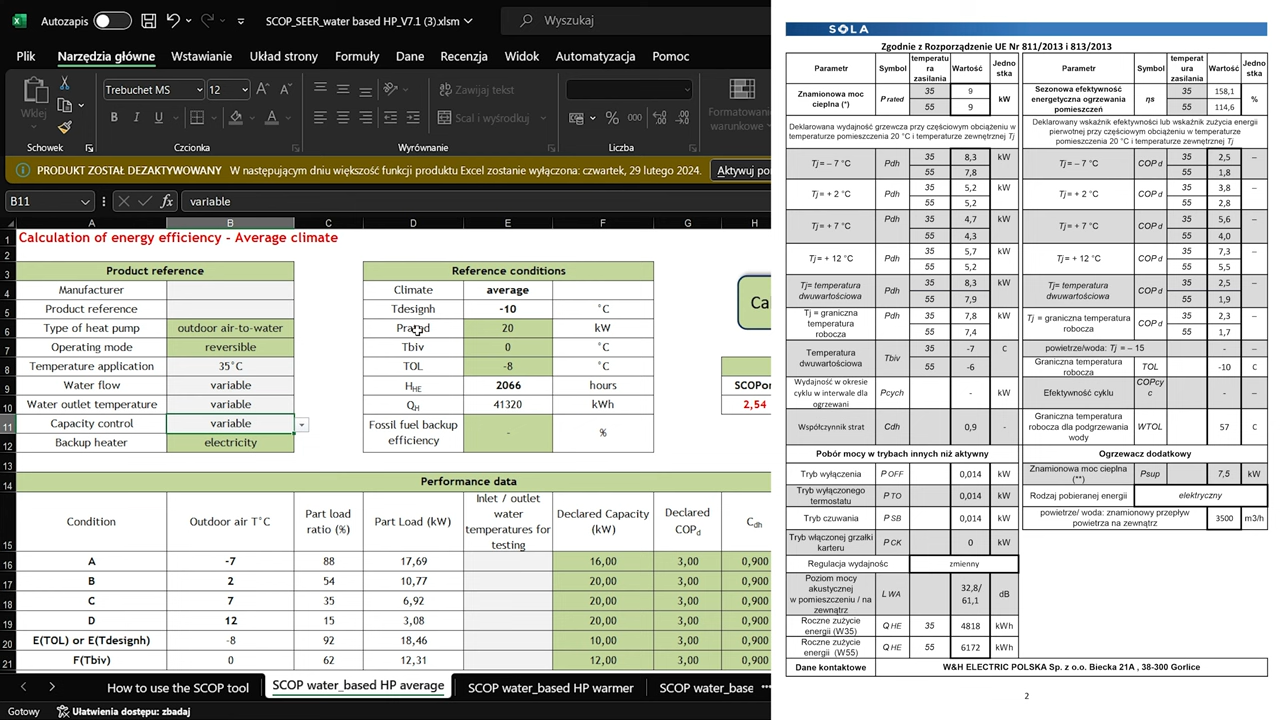 Autozapis
SCOP_SEER_water based HP_V7.1 (3).xlsm
Wyszukaj
Plik Narzędzia główne Wstawianie Układ strony Formuły Dane Recenzja Widok Automatyzacja Pomoc
Wklej
Trebuchet MS 12
Zawijaj tekst
Scal i wyśrodkuj
Formatowanie
warunkowe
Schowek Czcionka Wyrównanie Liczba
PRODUKT ZOSTAŁ DEZAKTYWOWANY W następującym dniu większość funkcji produktu Excel zostanie wyłączona: czwartek, 29 lutego 2024. Aktywuj po
B11 fx variable
A B C D E F G H
1 Calculation of energy efficiency - Average climate
2
3 Product reference Reference conditions
4 Manufacturer Climate average
5 Product reference Tdesignh -10 °C
6 Type of heat pump outdoor air-to-water Prated 20 kW Ca
7 Operating mode reversible Tbiv 0 °C
8 Temperature application 35°C TOL -8 °C
9 Water flow variable HHE 2066 hours SCOPon
10 Water outlet temperature variable QH 41320 kWh 2,54
11 Capacity control variable Fossil fuel backup efficiency - %
12 Backup heater electricity
13
14 Performance data
15 Condition Outdoor air T°C Part load ratio (%) Part Load (kW) Inlet / outlet water temperatures for testing Declared Capacity (kW) Declared COPd Cdh
16 A -7 88 17,69 16,00 3,00 0,900
17 B 2 54 10,77 20,00 3,00 0,900
18 C 7 35 6,92 20,00 3,00 0,900
19 D 12 15 3,08 20,00 3,00 0,900
20 E(TOL) or E(Tdesignh) -8 92 18,46 10,00 3,00 0,900
21 F(Tbiv) 0 62 12,31 12,00 3,00 0,900
How to use the SCOP tool SCOP water_based HP average SCOP water_based HP warmer SCOP water_base ···
Gotowy Ułatwienia dostępu: zbadaj
SOLA
Zgodnie z Rozporządzenie UE Nr 811/2013 i 813/2013
Parametr Symbol temperatura zasilania Wartość Jednostka Parametr Symbol temperatura zasilania Wartość Jednostka
Znamionowa moc cieplna (*) Prated 35 9 kW Sezonowa efektywność energetyczna ogrzewania pomieszczeń ηs 35 158,1 %
55 9 55 114,6
Deklarowana wydajność grzewcza przy częściowym obciążeniu w temperaturze pomieszczenia 20 °C i temperaturze zewnętrznej Tj
Deklarowany wskaźnik efektywności lub wskaźnik zużycia energii pierwotnej przy częściowym obciążeniu w temperaturze pomieszczenia 20 °C i temperaturze zewnętrznej Tj
Tj = – 7 °C Pdh 35 8,3 kW Tj = – 7 °C COPd 35 2,5 –
55 7,8 55 1,8
Tj = + 2 °C Pdh 35 5,2 kW Tj = + 2 °C COPd 35 3,8 –
55 5,2 55 2,8
Tj = + 7 °C Pdh 35 4,7 kW Tj = + 7 °C COPd 35 5,6 –
55 4,3 55 4,0
Tj = + 12 °C Pdh 35 5,7 kW Tj = + 12 °C COPd 35 7,3 –
55 5,2 55 5,5
Tj= temperatura dwuwartościowa Pdh 35 8,3 kW Tj= temperatura dwuwartościowa COPd 35 2,5
55 7,9 55 1,9
Tj = graniczna temperatura robocza Pdh 35 7,8 kW Tj = graniczna temperatura robocza COPd 35 2,3
55 7,4 55 1,7
Temperatura dwuwartościowa Tbiv 35 -7 C powietrze/woda: Tj = – 15 - –
55 -6 Graniczna temperatura robocza TOL -10 C
Wydajność w okresie cyklu w interwale dla ogrzewania Pcych - kW Efektywność cyklu COPcyc - –
Współczynnik strat Cdh 0,9 - Graniczna temperatura robocza dla podgrzewania wody WTOL 57 C
Pobór mocy w trybach innych niż aktywny Ogrzewacz dodatkowy
Tryb wyłączenia POFF 0,014 kW Znamionowa moc cieplna (**) Psup 7,5 kW
Tryb wyłączonego termostatu PTO 0,014 kW Rodzaj pobieranej energii elektryczny
Tryb czuwania PSB 0,014 kW powietrze/ woda: znamionowy przepływ powietrza na zewnątrz 3500 m3/h
Tryb włączonej grzałki karteru PCK 0 kW
Regulacja wydajnośc zmienny
Poziom mocy akustycznej w pomieszczeniu / na zewnątrz LWA 32,8/ 61,1 dB
Roczne zużycie energii (W35) QHE 35 4818 kWh
Roczne zużycie energii (W55) QHE 55 6172 kWh
Dane kontaktowe W&H ELECTRIC POLSKA Sp. z o.o. Biecka 21A , 38-300 Gorlice
2